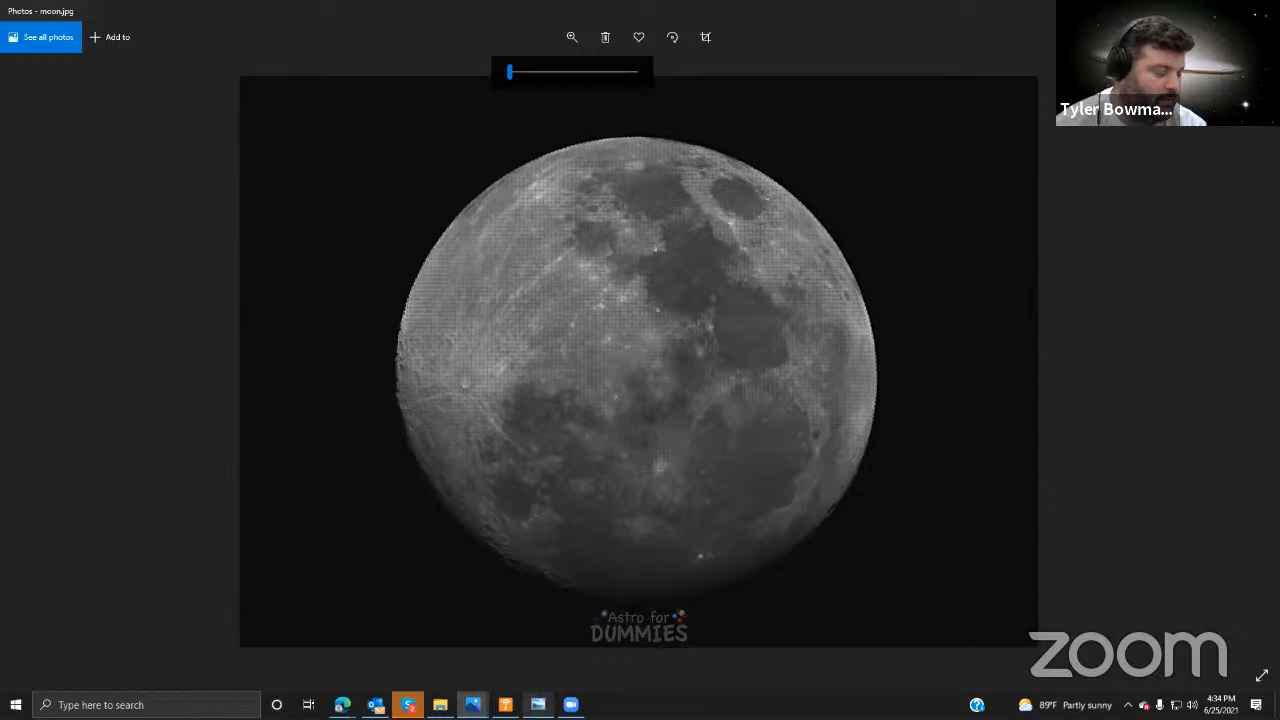 Photos - moon.jpg
See all photos
Add to
Tyler Bowma...
Astro for
DUMMIES
zoom
Type here to search
89°F Partly sunny
4:34 PM
6/25/2021